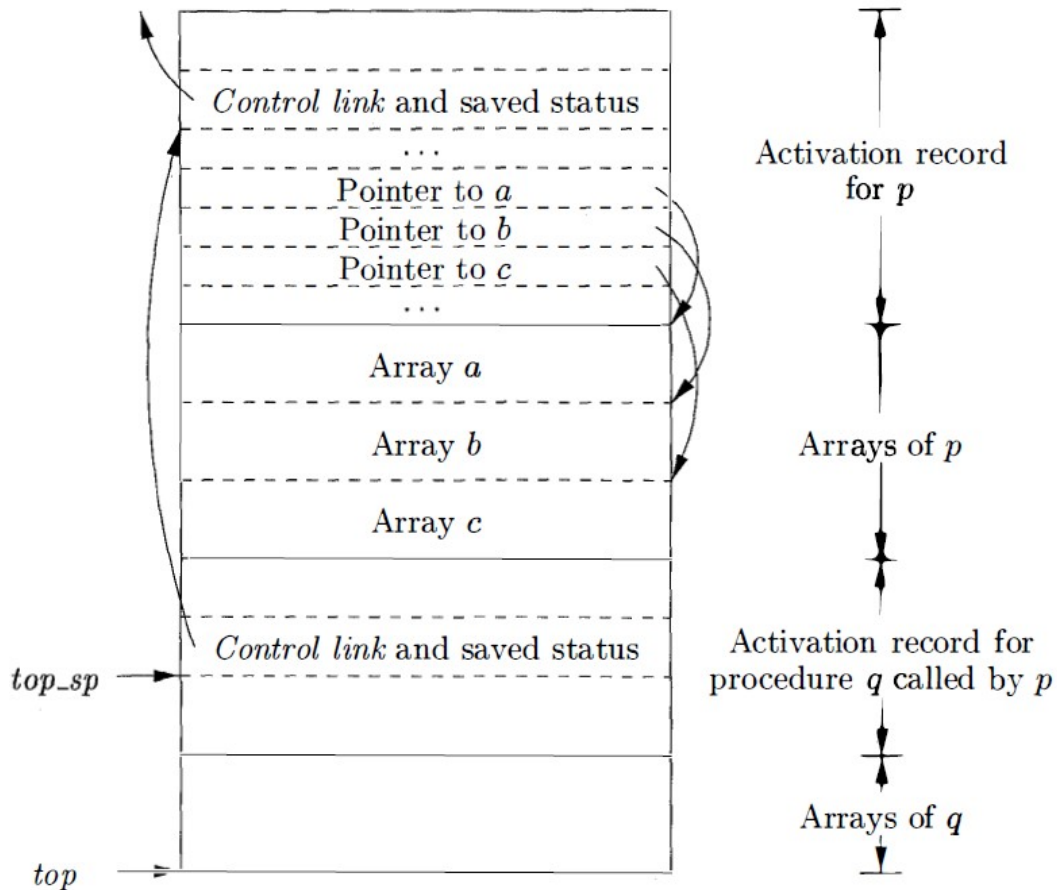 Control link and saved status
...
Pointer to a
Pointer to b
Pointer to c
...
Array a
Array b
Array c
Control link and saved status
top_sp
top
Activation record
for p
Arrays of p
Activation record for
procedure q called by p
Arrays of q